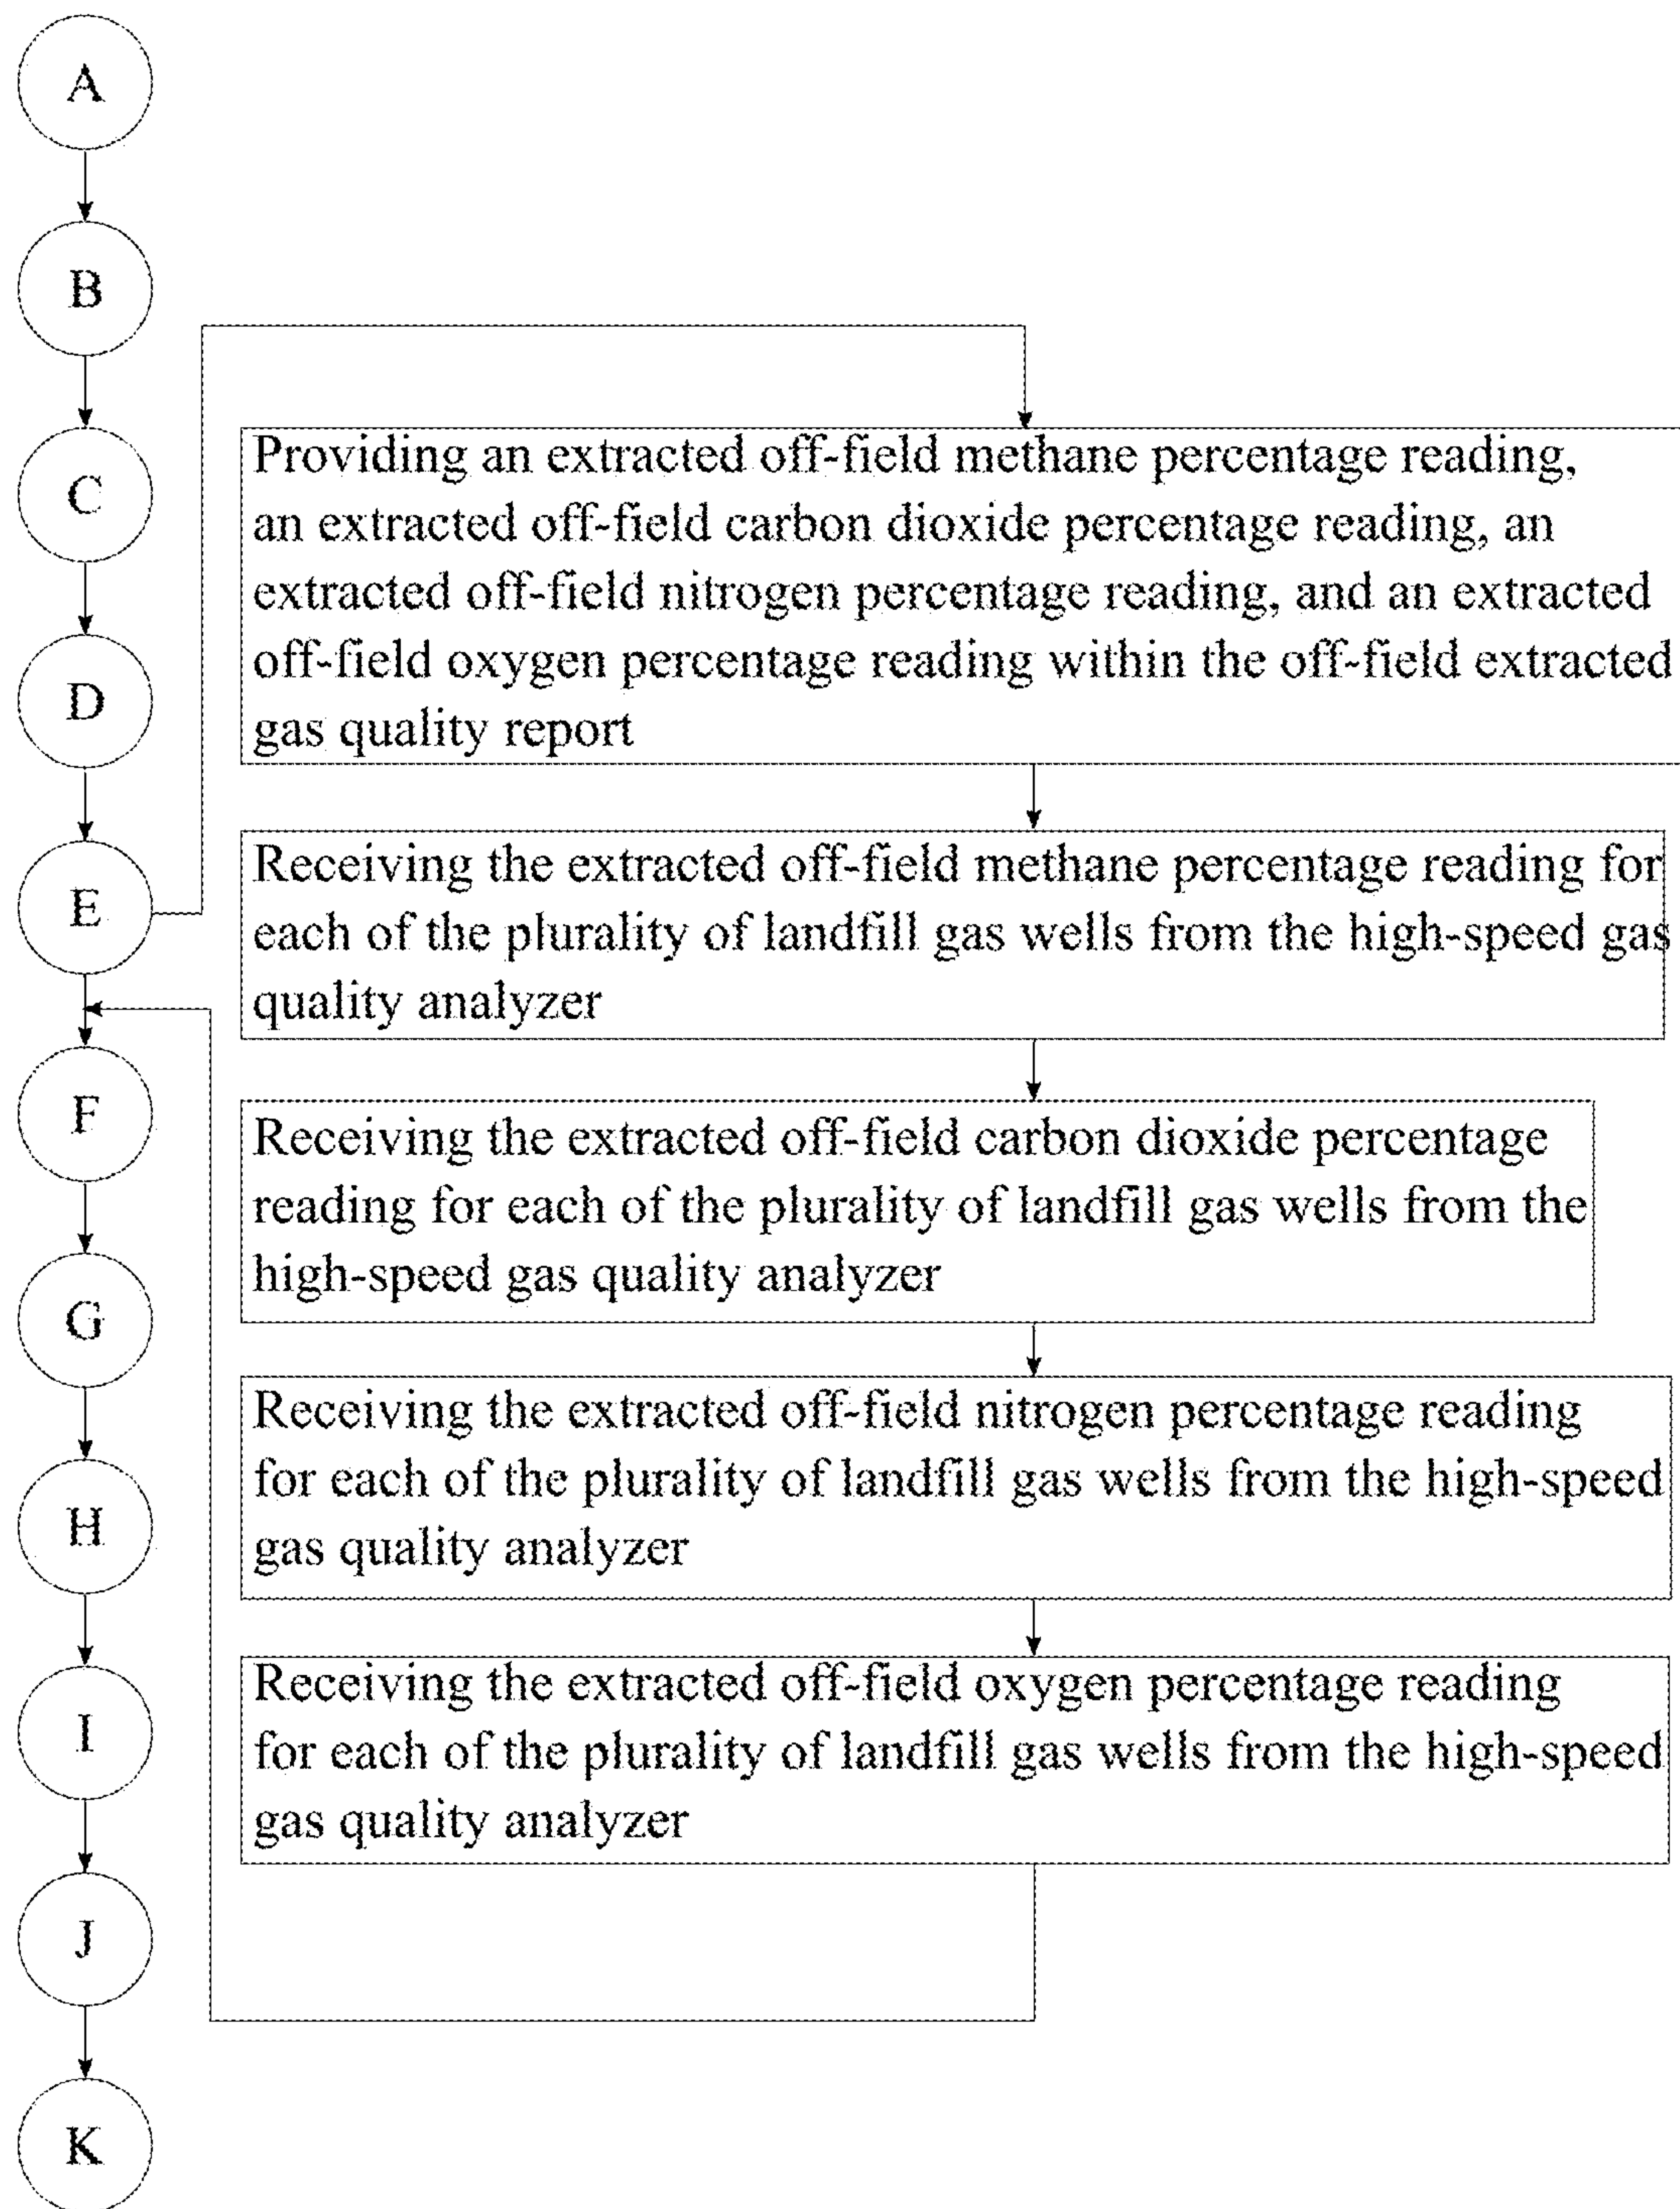 A
B
C
D
E
F
G
H
I
J
K
Providing an extracted off-field methane percentage reading,
an extracted off-field carbon dioxide percentage reading, an
extracted off-field nitrogen percentage reading, and an extracted
off-field oxygen percentage reading within the off-field extracted
gas quality report
Receiving the extracted off-field methane percentage reading for
each of the plurality of landfill gas wells from the high-speed gas
quality analyzer
Receiving the extracted off-field carbon dioxide percentage
reading for each of the plurality of landfill gas wells from the
high-speed gas quality analyzer
Receiving the extracted off-field nitrogen percentage reading
for each of the plurality of landfill gas wells from the high-speed
gas quality analyzer
Receiving the extracted off-field oxygen percentage reading
for each of the plurality of landfill gas wells from the high-speed
gas quality analyzer